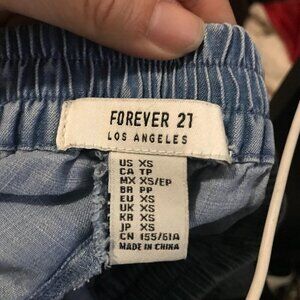 FOREVER 21
LOS ANGELES
US XS
CA TP
MX XS/EP
BR PP
EU XS
UK XS
KR XS
JP XS
CN 155/61A
MADE IN CHINA